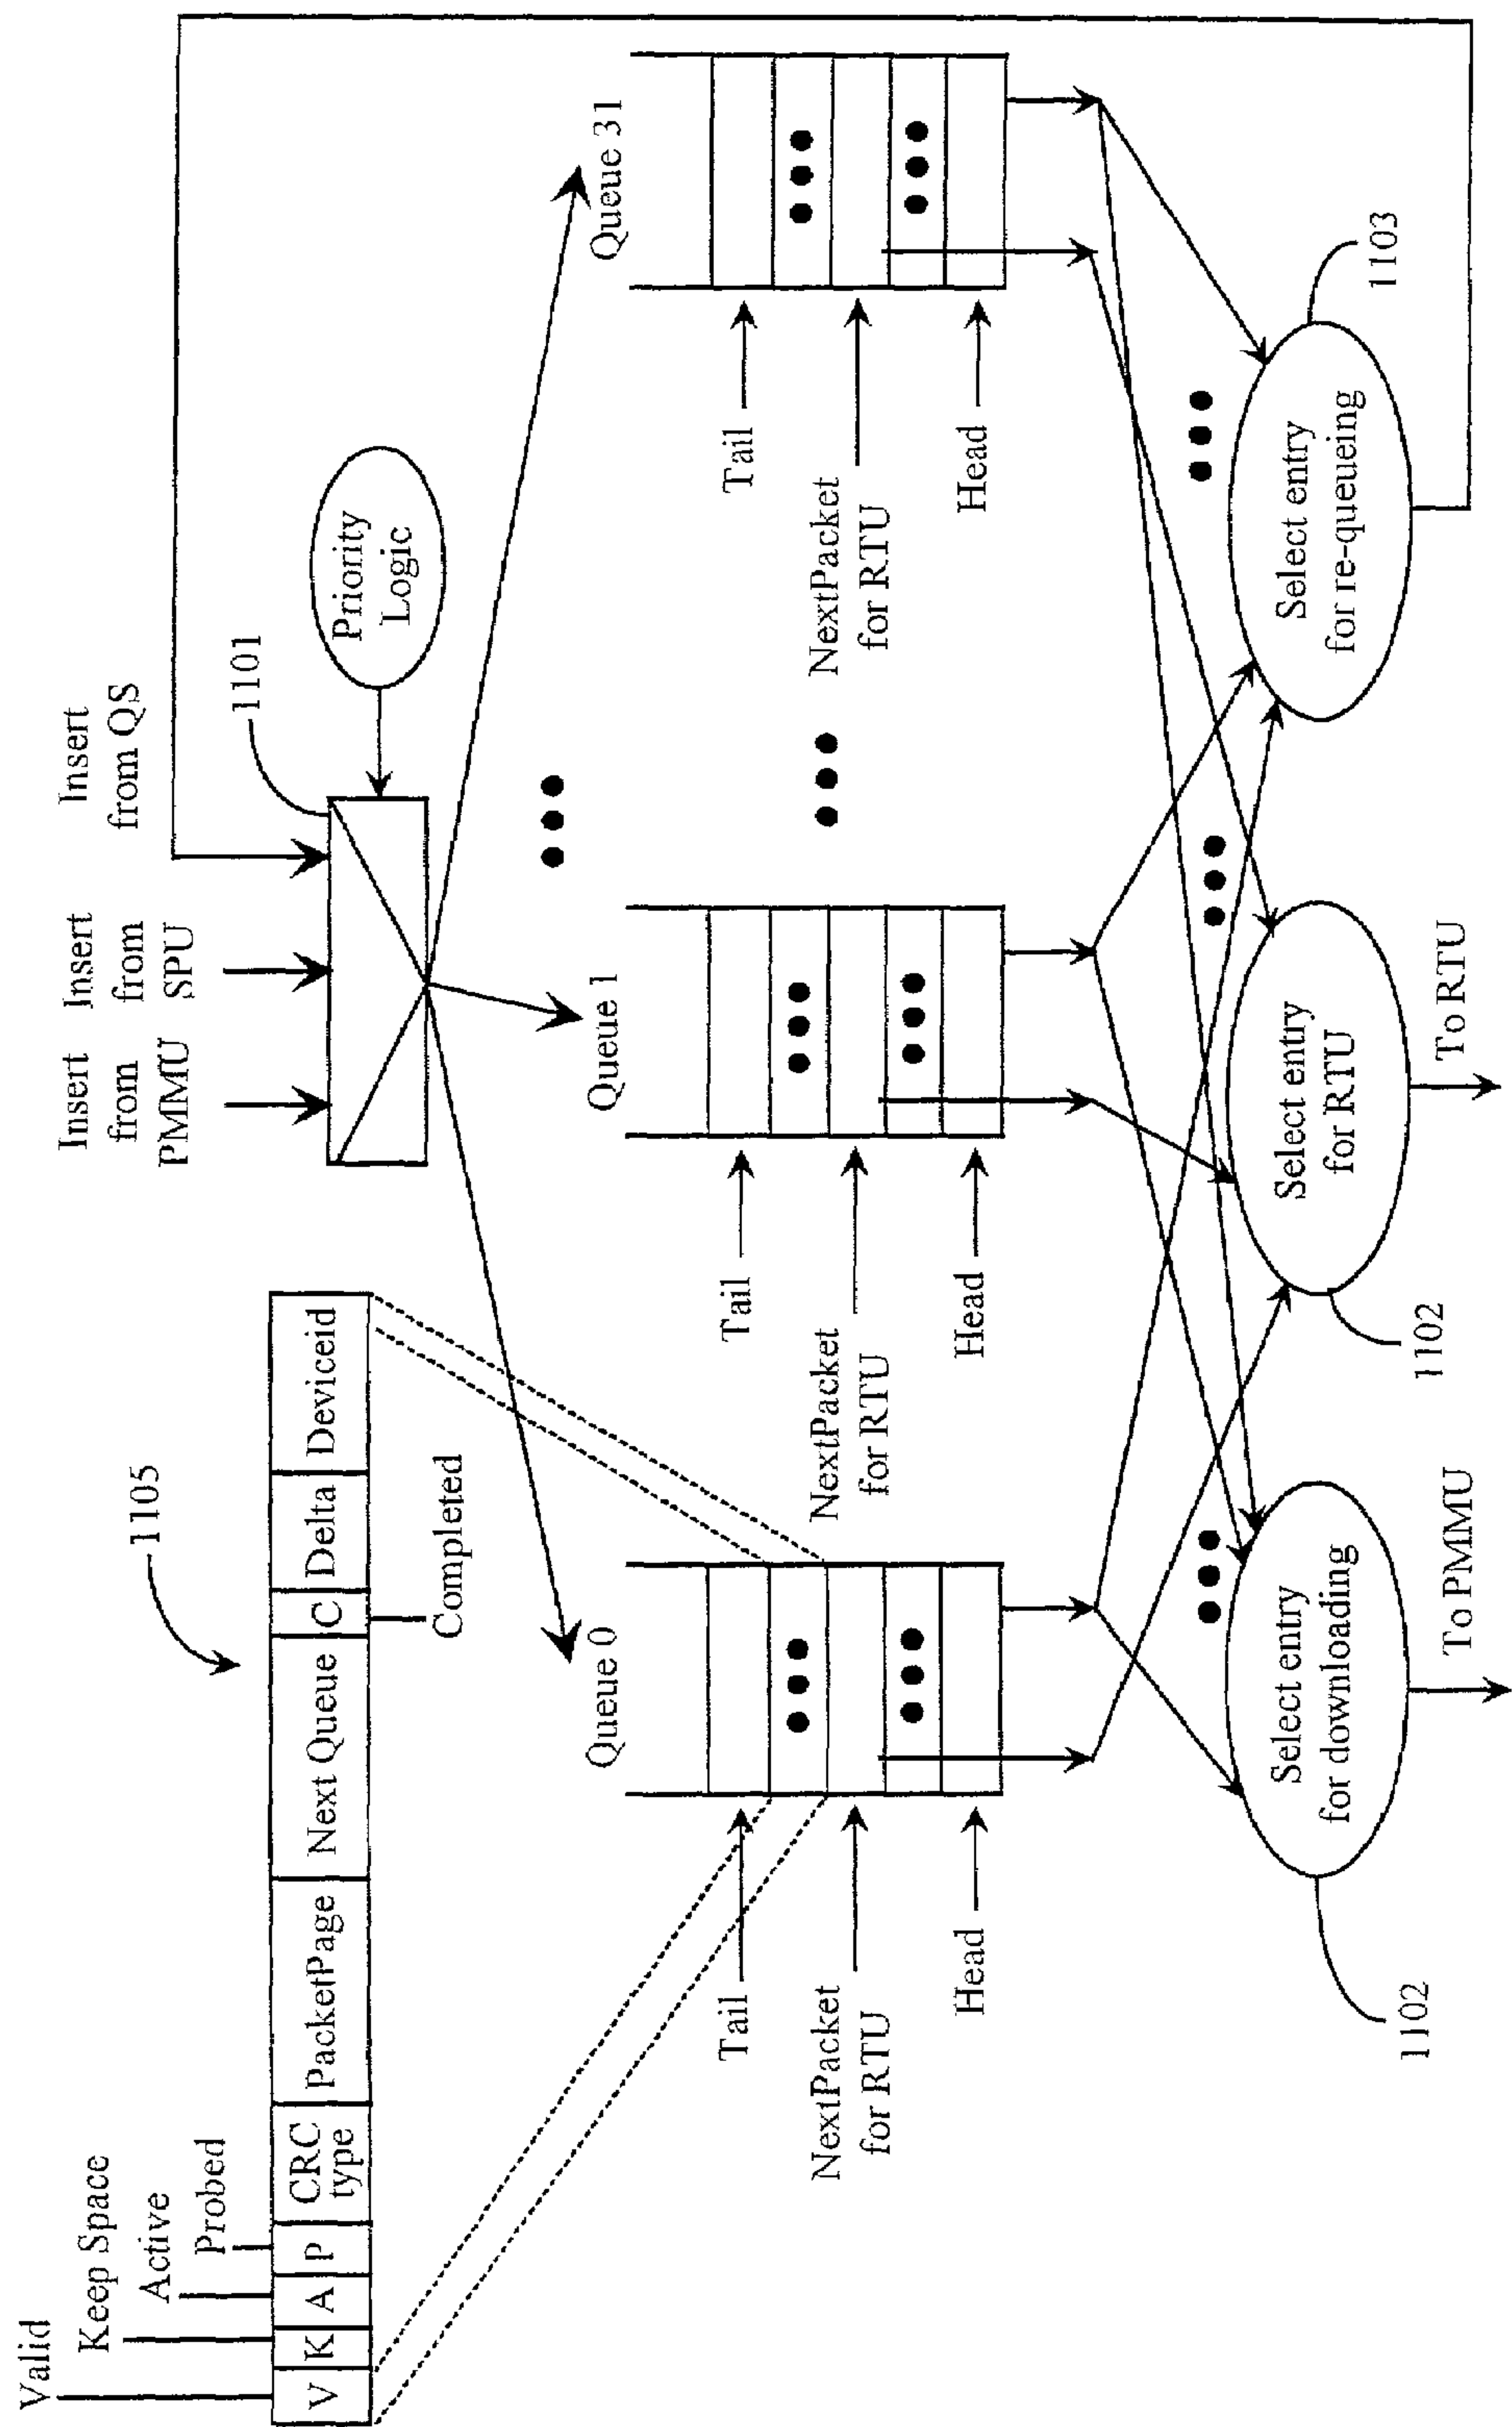 Valid
Keep Space
Active
Probed
V
K
A
P
CRC
type
PacketPage
Next Queue
C
Delta
Deviceid
Completed
1105
Insert
from
PMMU
Insert
from
SPU
Insert
from QS
1101
Priority
Logic
Queue 0
Queue 1
Queue 31
Tail
NextPacket
for RTU
Head
Tail
NextPacket
for RTU
Head
Tail
NextPacket
for RTU
Head
Select entry
for downloading
1102
To PMMU
Select entry
for RTU
1102
To RTU
Select entry
for re-queueing
1103